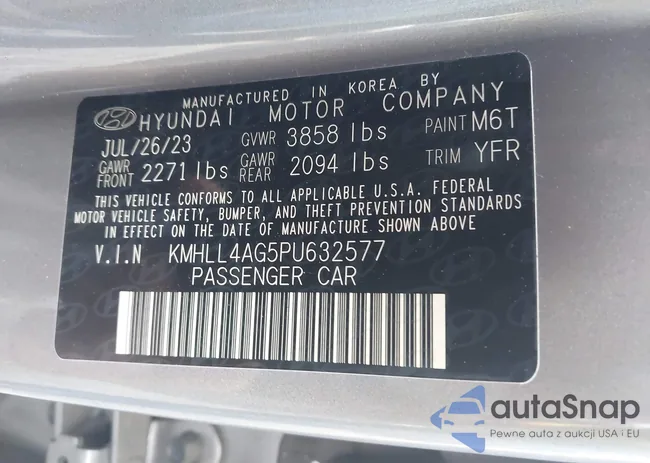 MANUFACTURED IN KOREA BY
HYUNDAI MOTOR COMPANY
JUL/26/23 GVWR 3858 lbs PAINT M6T
GAWR FRONT 2271 lbs GAWR REAR 2094 lbs TRIM YFR
THIS VEHICLE CONFORMS TO ALL APPLICABLE U.S.A. FEDERAL
MOTOR VEHICLE SAFETY, BUMPER, AND THEFT PREVENTION STANDARDS
IN EFFECT ON THE DATE OF MANUFACTURE SHOWN ABOVE
V.I.N KMHLL4AG5PU632577
PASSENGER CAR
autaSnap
Pewne auta z aukcji USA i EU